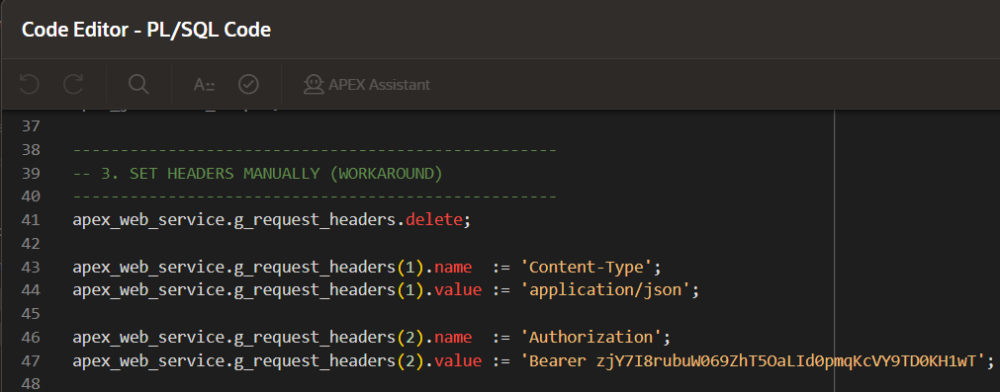 Code Editor - PL/SQL Code
A
APEX Assistant
37
38 ---------------------------------------------------
39 -- 3. SET HEADERS MANUALLY (WORKAROUND)
40 ---------------------------------------------------
41 apex_web_service.g_request_headers.delete;
42
43 apex_web_service.g_request_headers(1).name  := 'Content-Type';
44 apex_web_service.g_request_headers(1).value := 'application/json';
45
46 apex_web_service.g_request_headers(2).name  := 'Authorization';
47 apex_web_service.g_request_headers(2).value := 'Bearer zjY7I8rubuW069ZhT5OaLId0pmqKcVY9TD0KH1wT';
48